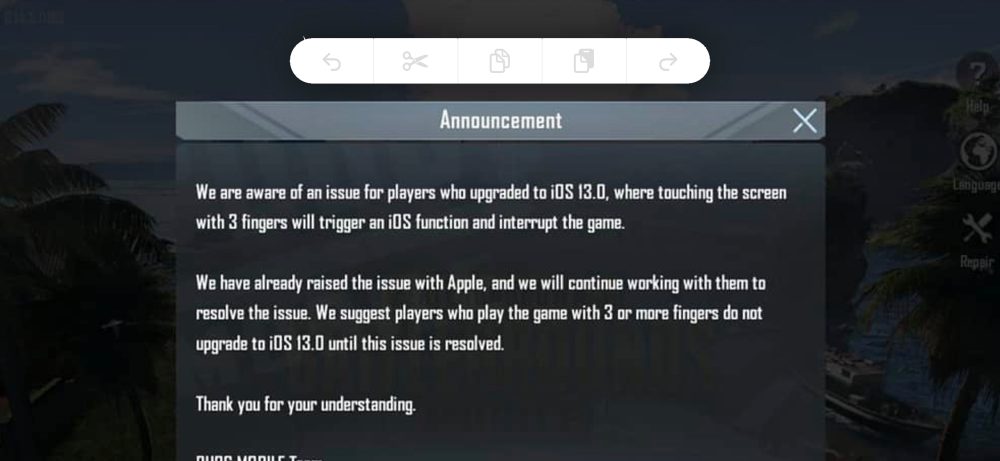 Announcement
We are aware of an issue for players who upgraded to iOS 13.0, where touching the screen
with 3 fingers will trigger an iOS function and interrupt the game.
We have already raised the issue with Apple, and we will continue working with them to
resolve the issue. We suggest players who play the game with 3 or more fingers do not
upgrade to iOS 13.0 until this issue is resolved.
Thank you for your understanding.
PUBG MOBILE Team
Help
Language
Repair